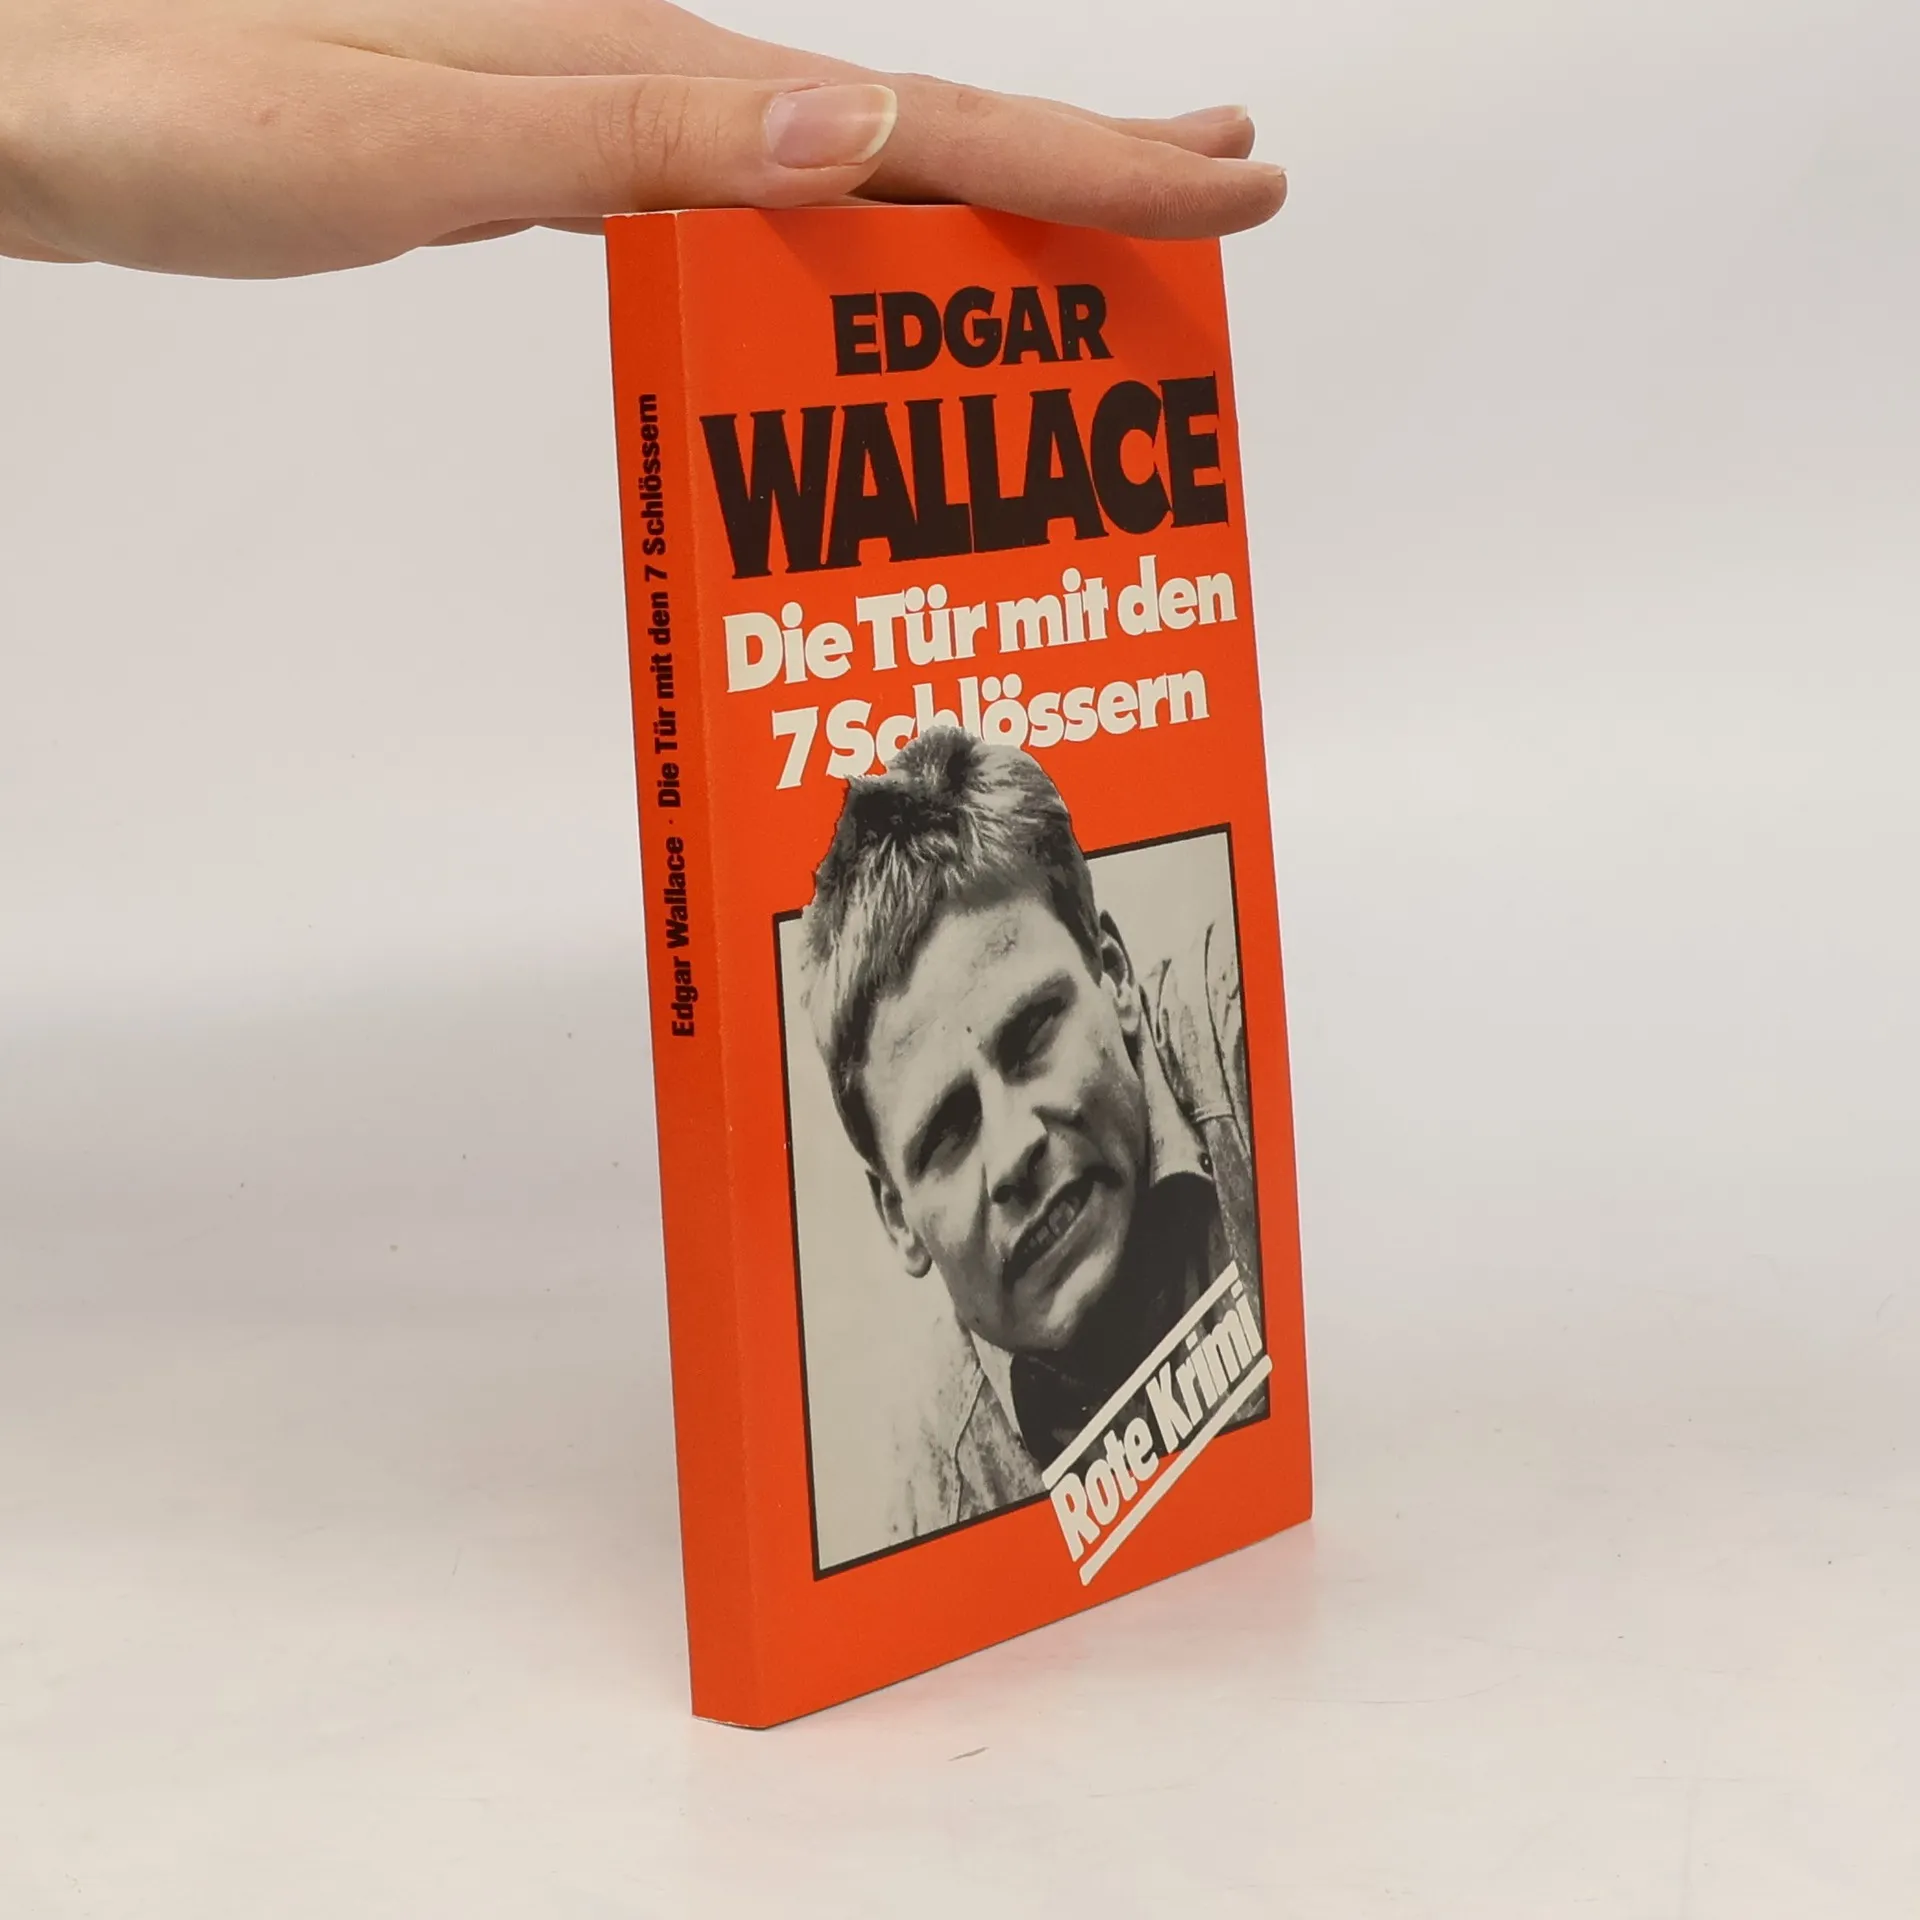 EDGAR
WALLACE
Die Tür mit den
7 Schlössern
Rote Krimi
Edgar Wallace · Die Tür mit den 7 Schlössern